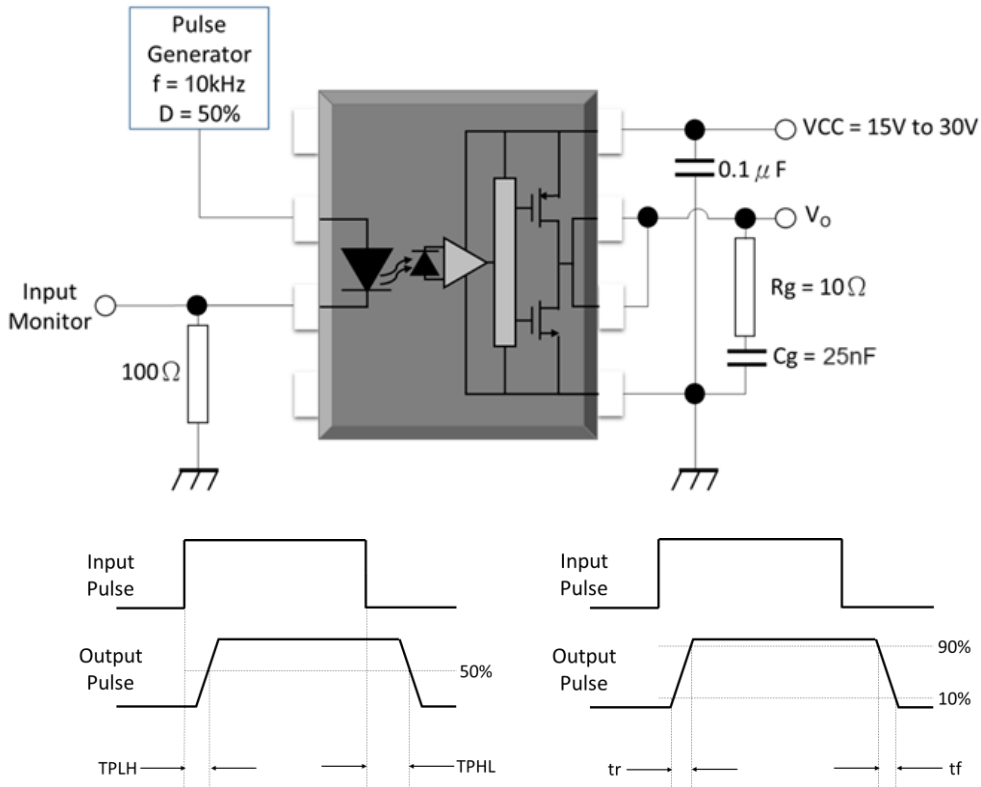 Pulse
Generator
f = 10kHz
D = 50%
VCC = 15V to 30V
0.1 μ F
Vo
Input
Monitor
Rg = 10Ω
100Ω
Cg = 25nF
Input
Pulse
Output
Pulse
50%
TPLH
TPHL
Input
Pulse
Output
Pulse
90%
10%
tr
tf